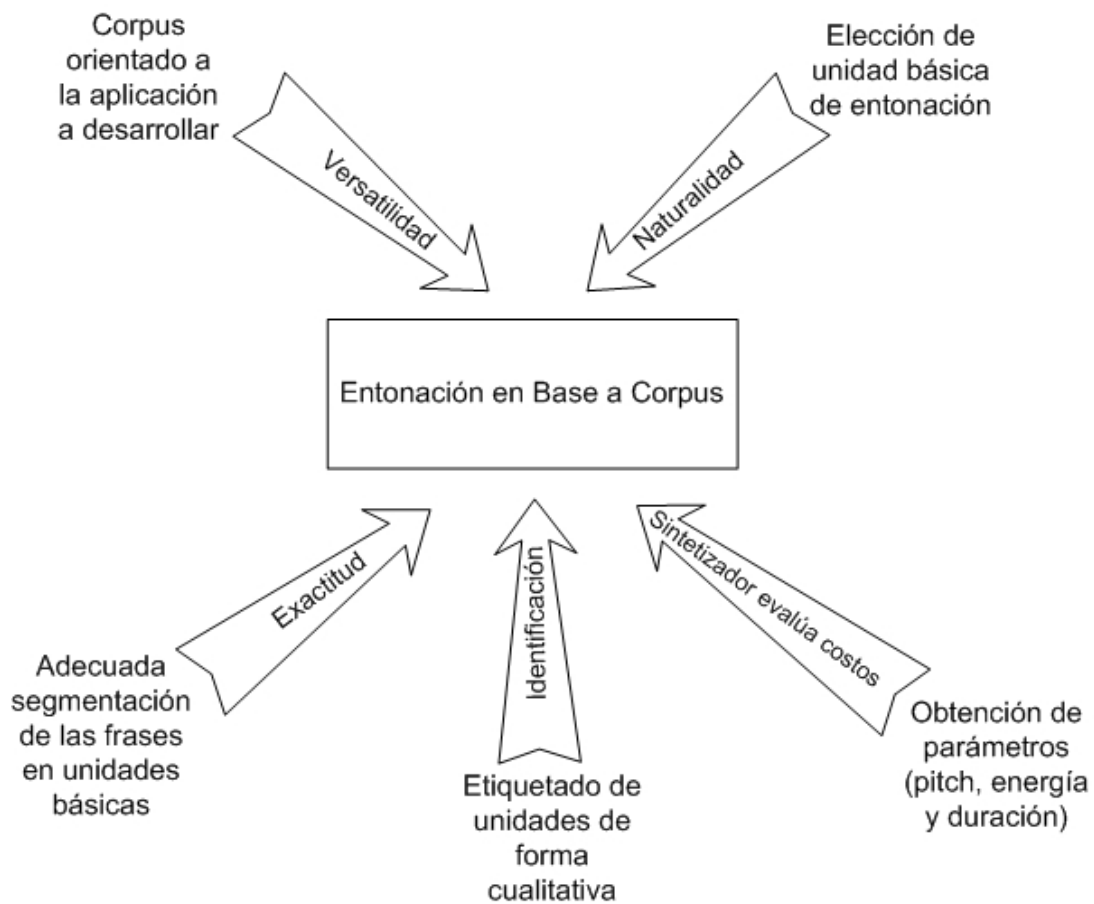 Corpus
orientado a
la aplicación
a desarrollar
Elección de
unidad básica
de entonación
Versatilidad
Naturalidad
Entonación en Base a Corpus
Exactitud
Identificación
Sintetizador evalúa costos
Adecuada
segmentación
de las frases
en unidades
básicas
Etiquetado de
unidades de
forma
cualitativa
Obtención de
parámetros
(pitch, energía
y duración)